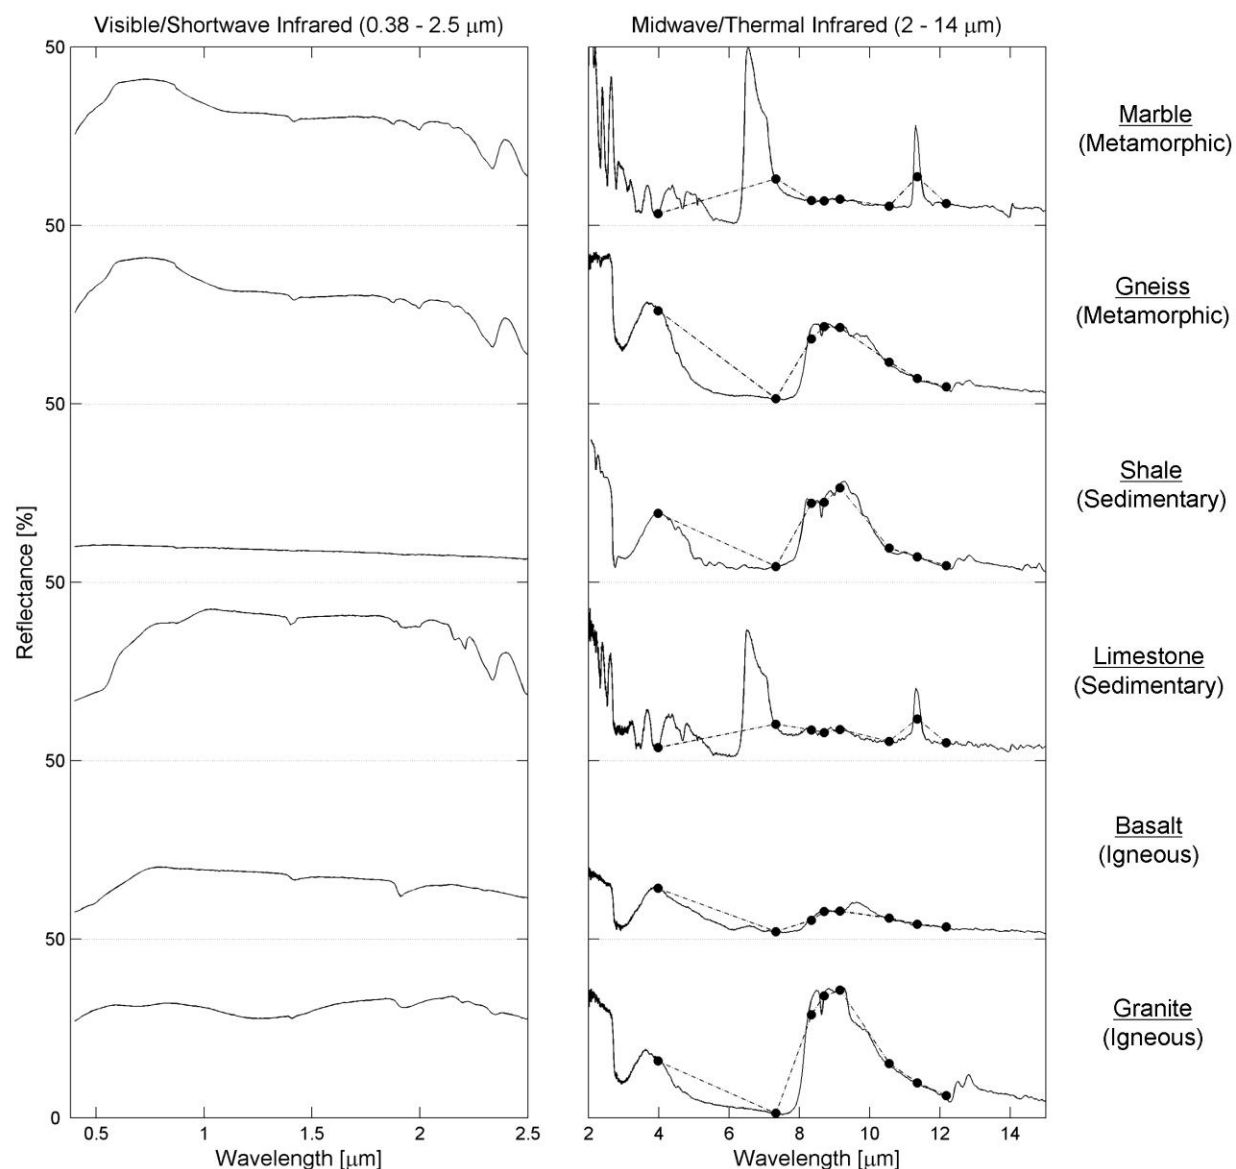 Visible/Shortwave Infrared (0.38 - 2.5 μm)
Midwave/Thermal Infrared (2 - 14 μm)
50
Marble
(Metamorphic)
50
Gneiss
(Metamorphic)
50
Shale
(Sedimentary)
50
Reflectance [%]
Limestone
(Sedimentary)
50
Basalt
(Igneous)
50
Granite
(Igneous)
0
0.5 1 1.5 2 2.5
2 4 6 8 10 12 14
Wavelength [μm]
Wavelength [μm]